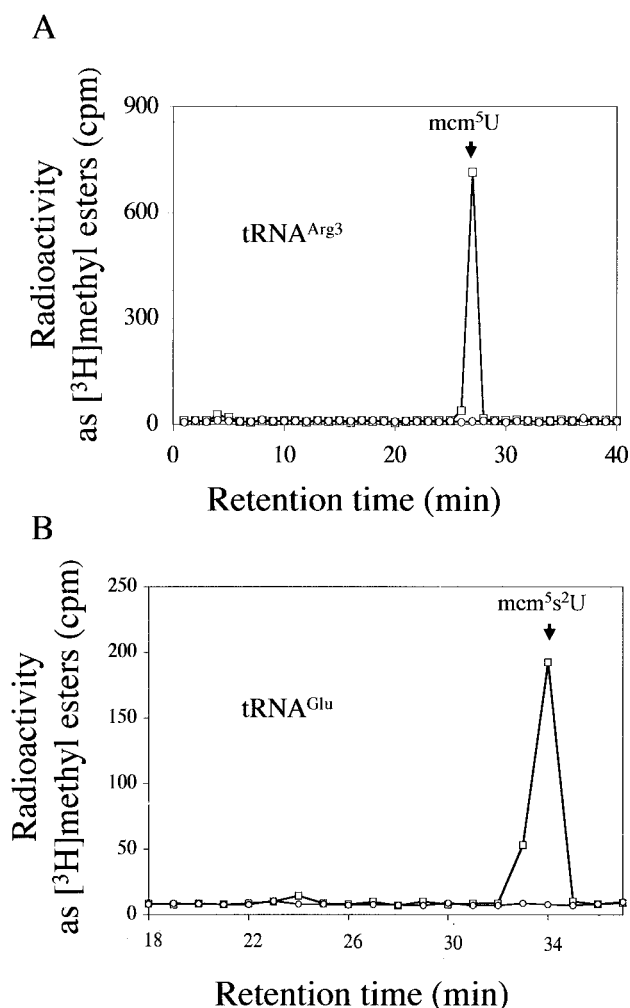 A
Radioactivity
as [³H]methyl esters (cpm)
900
600
300
0
mcm⁵U
tRNAᴬʳᵍ³
0 10 20 30 40
Retention time (min)
B
Radioactivity
as [³H]methyl esters (cpm)
250
200
150
100
50
0
mcm⁵s²U
tRNAᴳˡᵘ
18 22 26 30 34
Retention time (min)